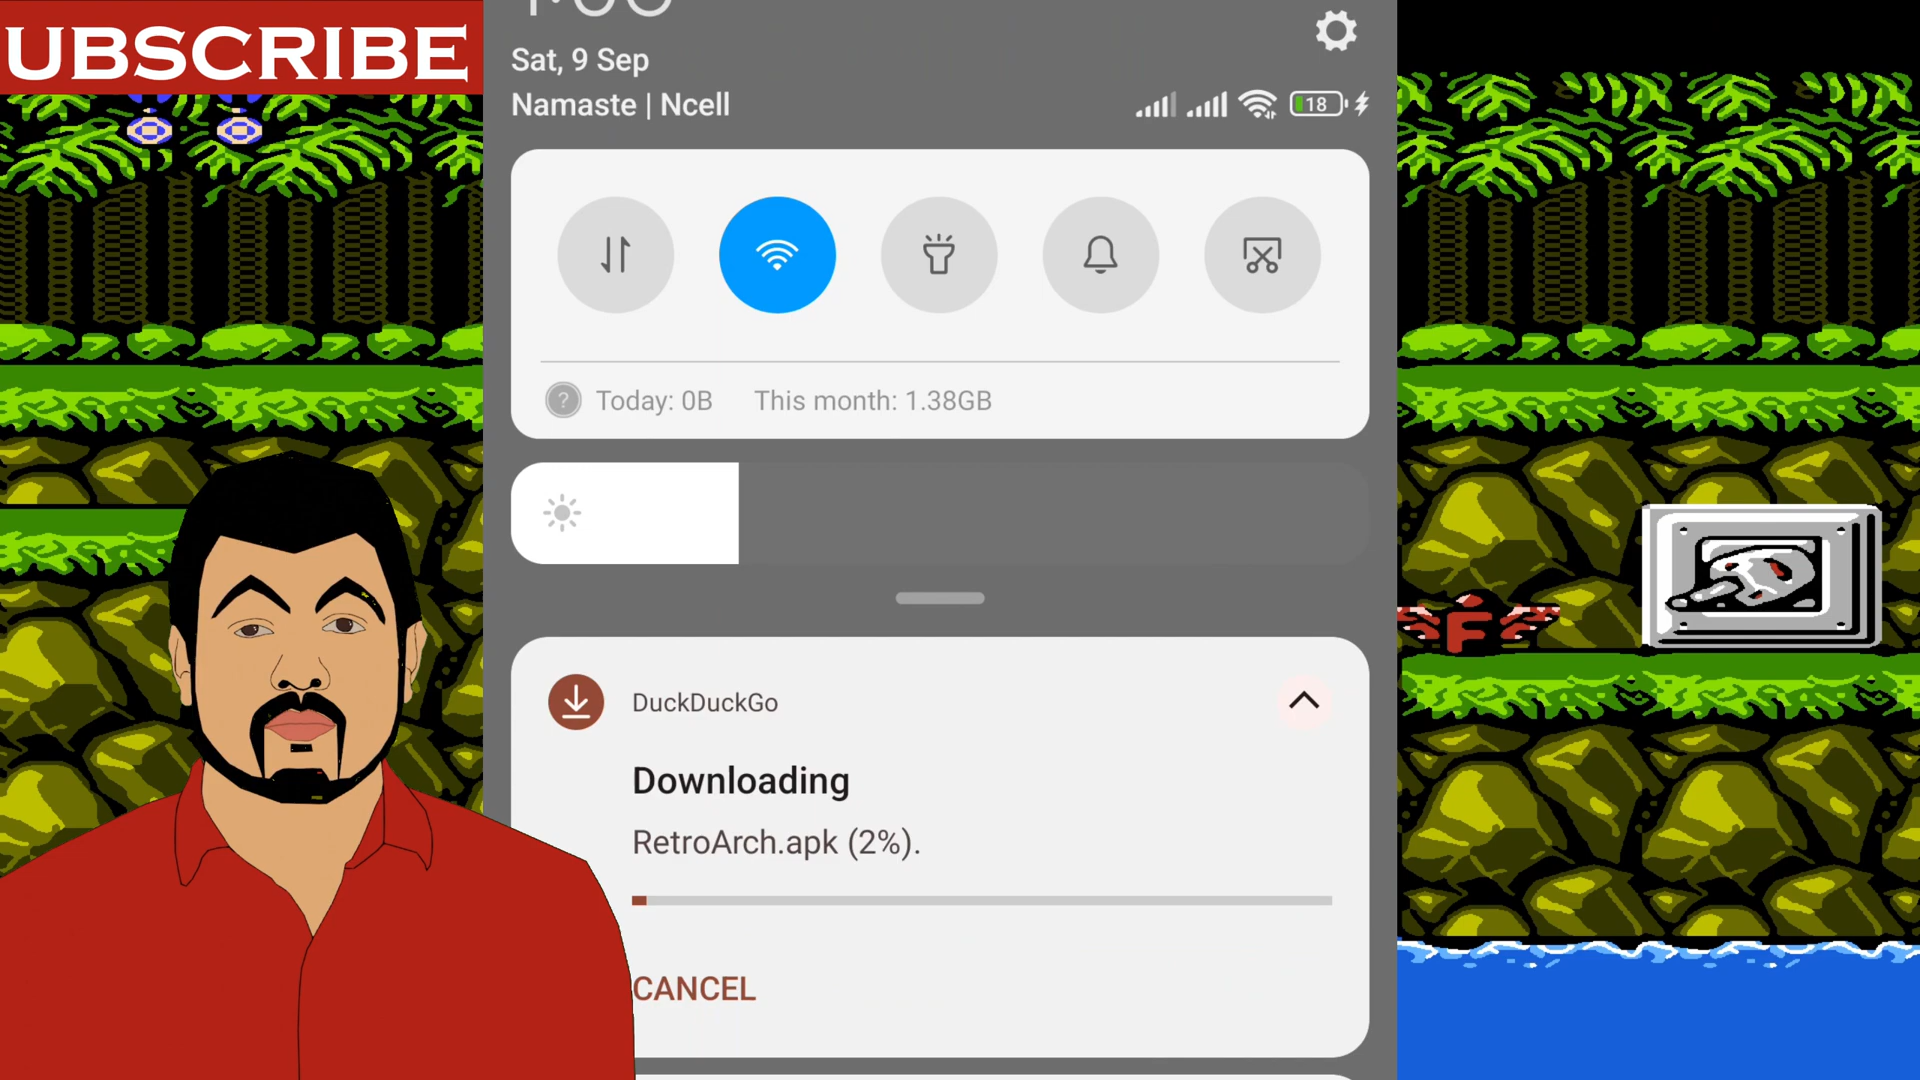 UBSCRIBE
Sat, 9 Sep
Namaste | Ncell
18
Today: 0B This month: 1.38GB
DuckDuckGo
Downloading
RetroArch.apk (2%).
CANCEL
F